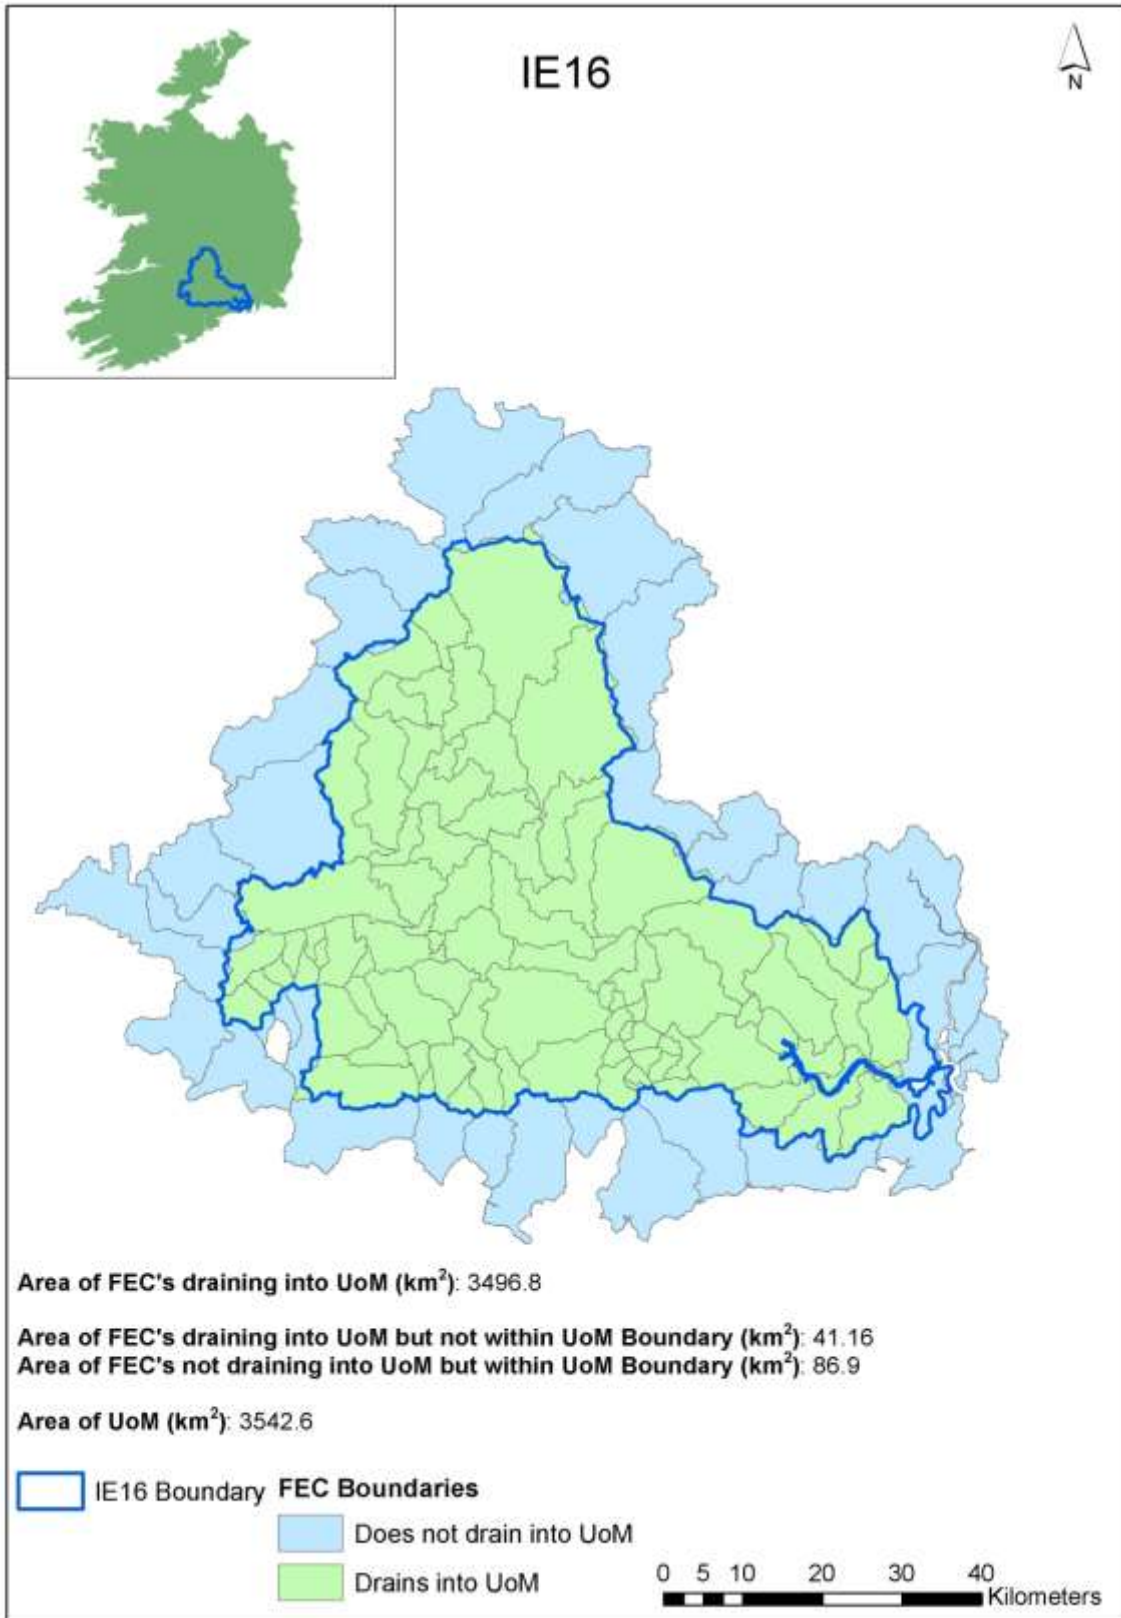 IE16
N
Area of FEC's draining into UoM (km²): 3496.8
Area of FEC's draining into UoM but not within UoM Boundary (km²): 41.16
Area of FEC's not draining into UoM but within UoM Boundary (km²): 86.9
Area of UoM (km²): 3542.6
IE16 Boundary
FEC Boundaries
Does not drain into UoM
Drains into UoM
0 5 10 20 30 40
Kilometers